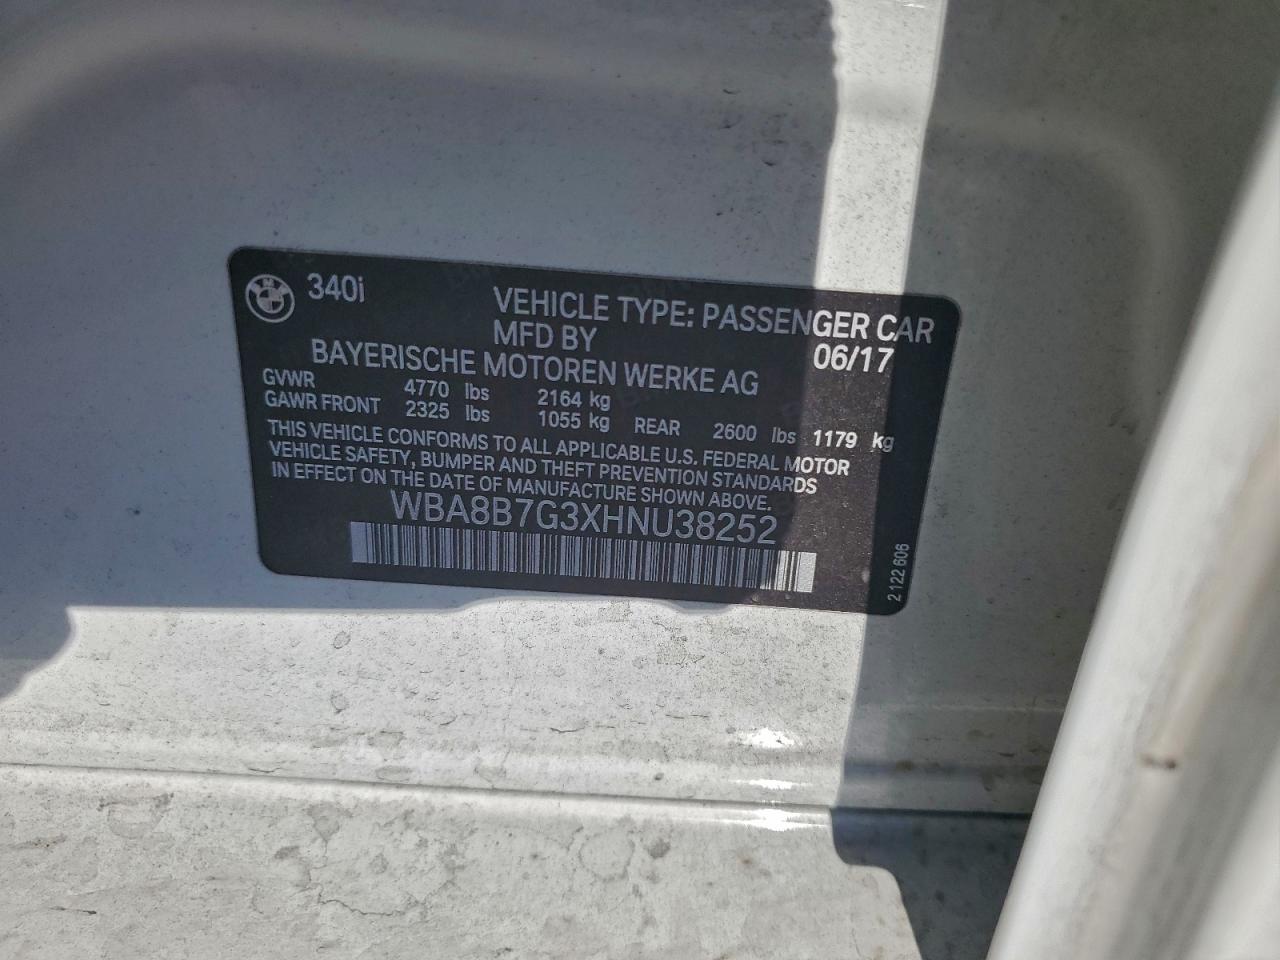 340i
VEHICLE TYPE: PASSENGER CAR
MFD BY 06/17
BAYERISCHE MOTOREN WERKE AG
GVWR 4770 lbs 2164 kg
GAWR FRONT 2325 lbs 1055 kg REAR 2600 lbs 1179 kg
THIS VEHICLE CONFORMS TO ALL APPLICABLE U.S. FEDERAL MOTOR
VEHICLE SAFETY, BUMPER AND THEFT PREVENTION STANDARDS
IN EFFECT ON THE DATE OF MANUFACTURE SHOWN ABOVE.
WBA8B7G3XHNU38252
2 122 606